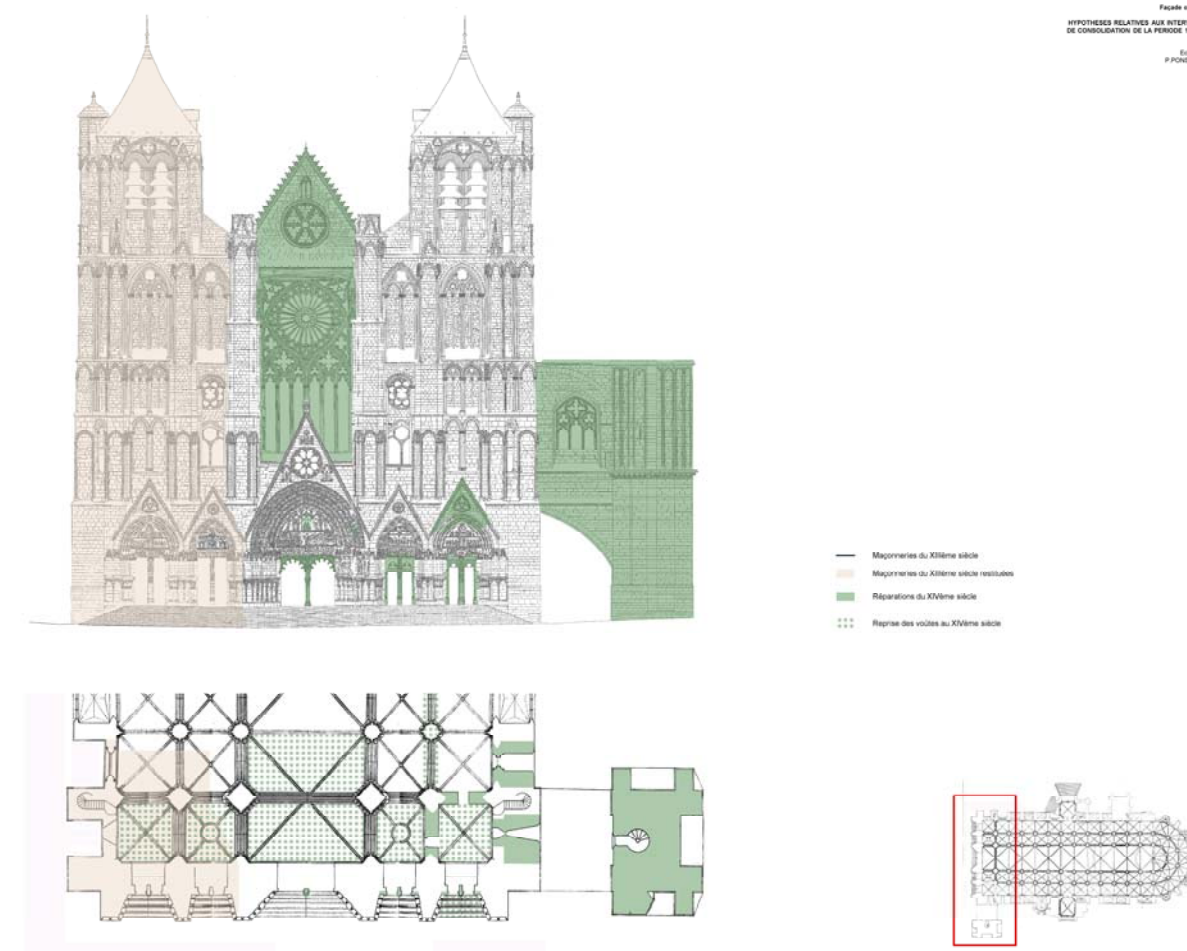 Façade
HYPOTHESES RELATIVES AUX
DE CONSOLIDATION DE LA PERIODE
Maçonneries du XIIIème siècle
Maçonneries du XIIIème siècle restituées
Réparations du XIVème siècle
Reprise des voûtes au XIVème siècle